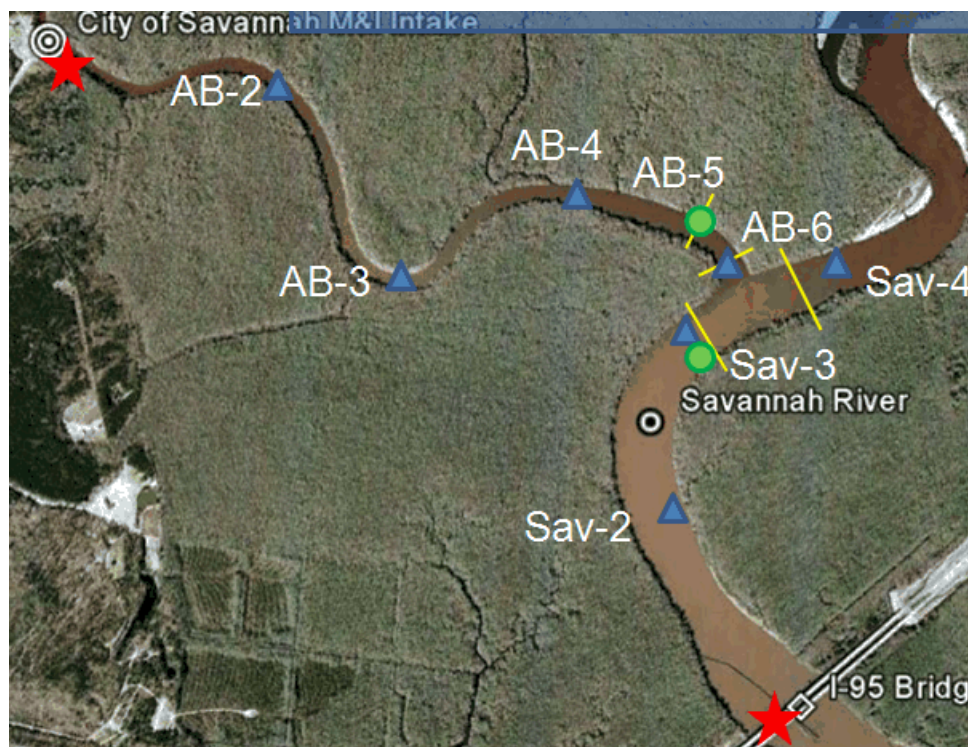 City of Savannah M&I Intake
AB-2
AB-4
AB-5
AB-6
AB-3
Sav-4
Sav-3
Savannah River
Sav-2
I-95 Bridg